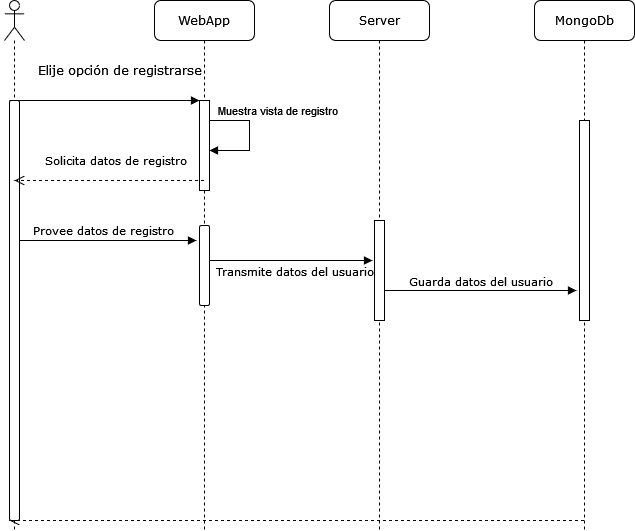 WebApp
Server
MongoDb
Elije opción de registrarse
Muestra vista de registro
Solicita datos de registro
Provee datos de registro
Transmite datos del usuario
Guarda datos del usuario